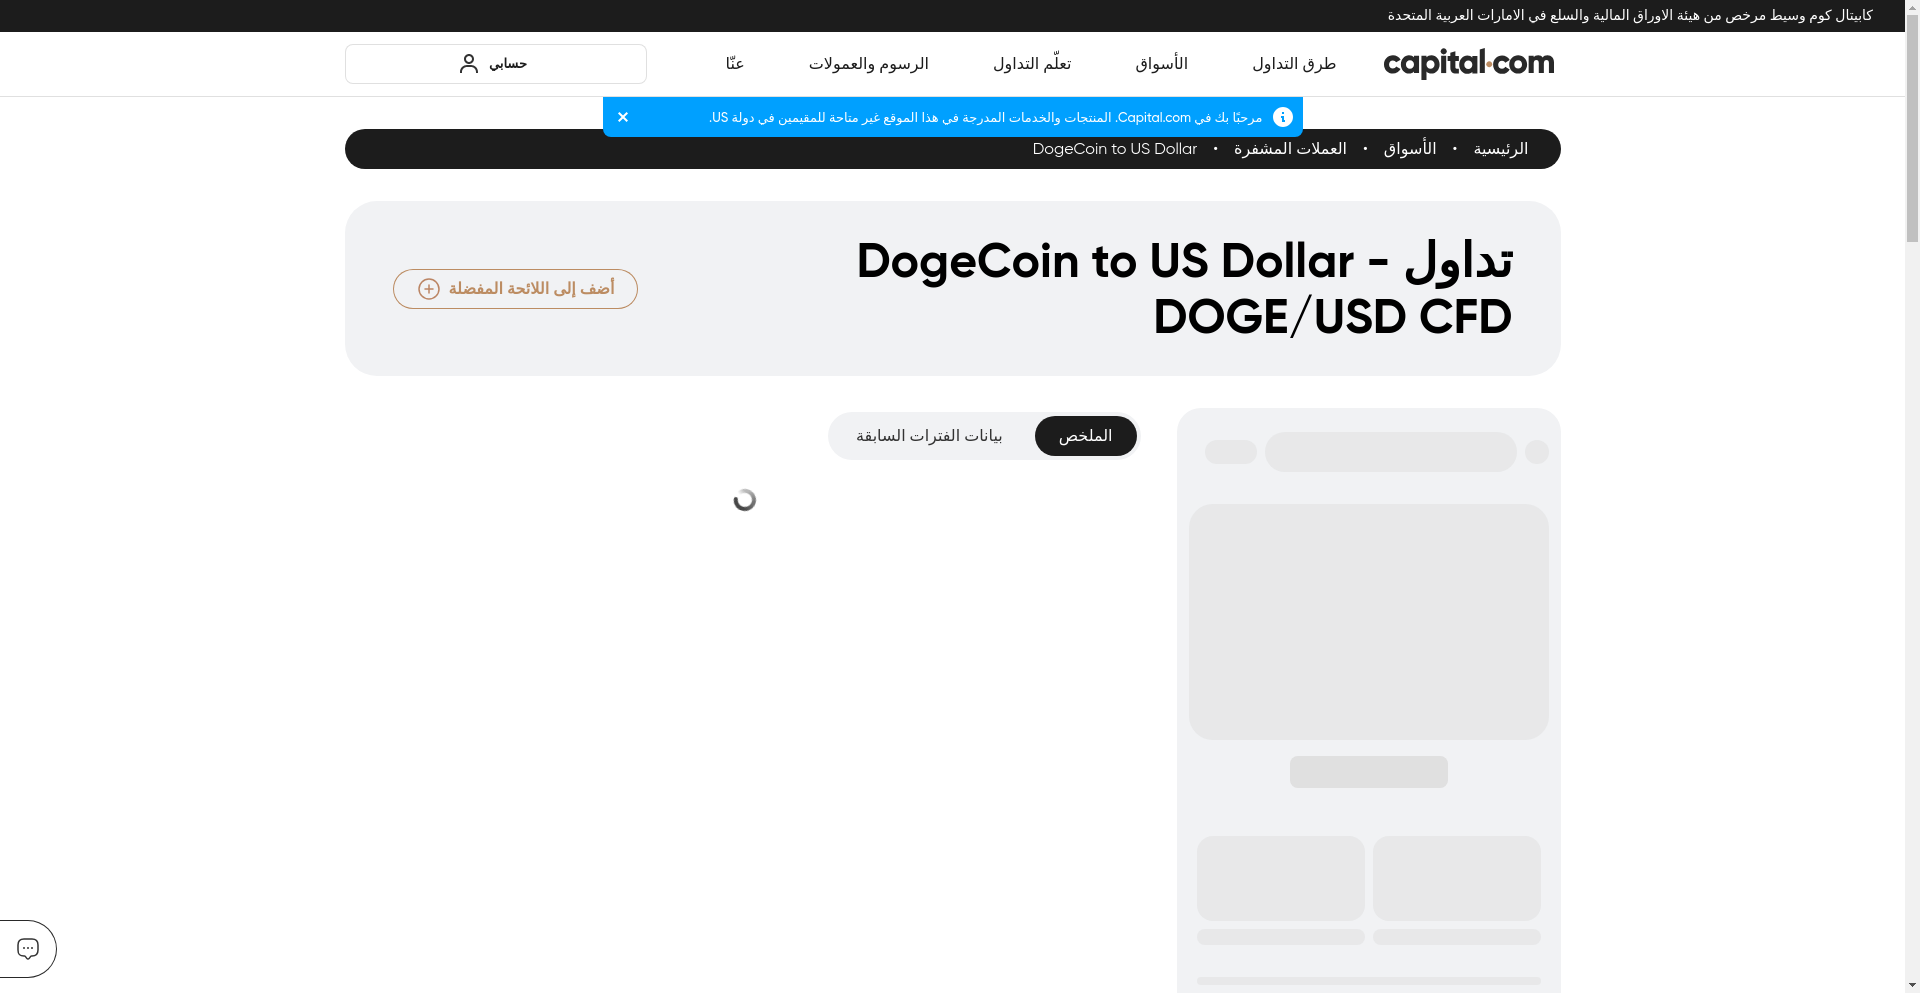 كابيتال كوم وسيط مرخص من هيئة الاوراق المالية والسلع في الامارات العربية المتحدة
capital.com
طرق التداول
الأسواق
تعلّم التداول
الرسوم والعمولات
عنّا
حسابي
مرحبًا بك في Capital.com. المنتجات والخدمات المدرجة في هذا الموقع غير متاحة للمقيمين في دولة US.
الرئيسية • الأسواق • العملات المشفرة • DogeCoin to US Dollar
تداول DogeCoin to US Dollar -
DOGE/USD CFD
أضف إلى اللائحة المفضلة
الملخص
بيانات الفترات السابقة